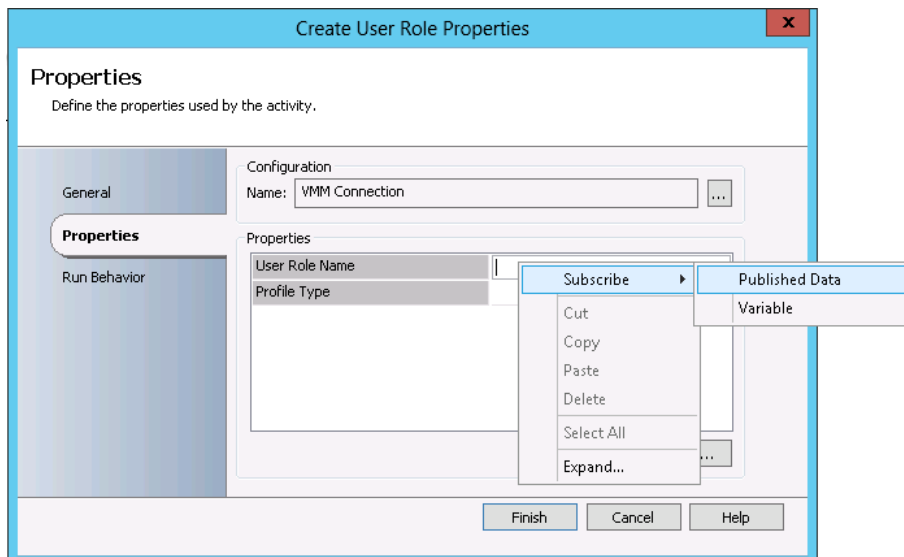 Create User Role Properties
x
Properties
Define the properties used by the activity.
General
Properties
Run Behavior
Configuration
Name: VMM Connection ...
Properties
User Role Name
Profile Type
Subscribe
Published Data
Variable
Cut
Copy
Paste
Delete
Select All
Expand...
...
Finish Cancel Help